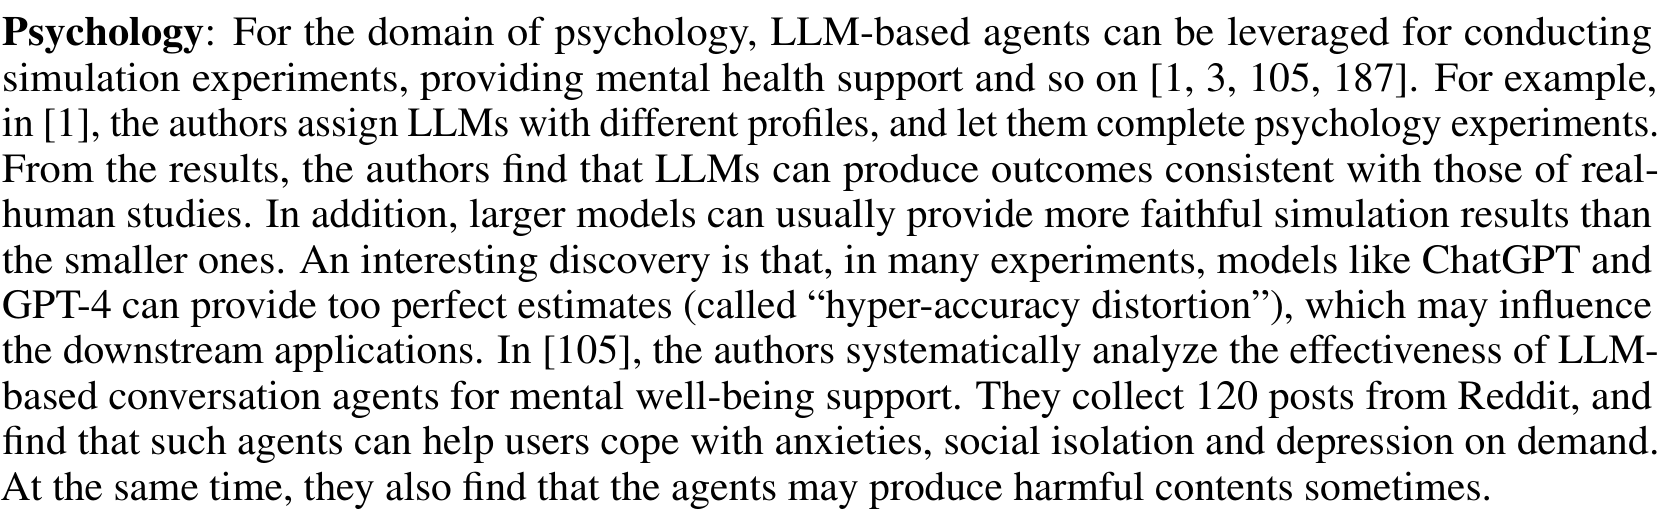 Psychology: For the domain of psychology, LLM-based agents can be leveraged for conducting
simulation experiments, providing mental health support and so on [1, 3, 105, 187]. For example,
in [1], the authors assign LLMs with different profiles, and let them complete psychology experiments.
From the results, the authors find that LLMs can produce outcomes consistent with those of real-
human studies. In addition, larger models can usually provide more faithful simulation results than
the smaller ones. An interesting discovery is that, in many experiments, models like ChatGPT and
GPT-4 can provide too perfect estimates (called “hyper-accuracy distortion”), which may influence
the downstream applications. In [105], the authors systematically analyze the effectiveness of LLM-
based conversation agents for mental well-being support. They collect 120 posts from Reddit, and
find that such agents can help users cope with anxieties, social isolation and depression on demand.
At the same time, they also find that the agents may produce harmful contents sometimes.